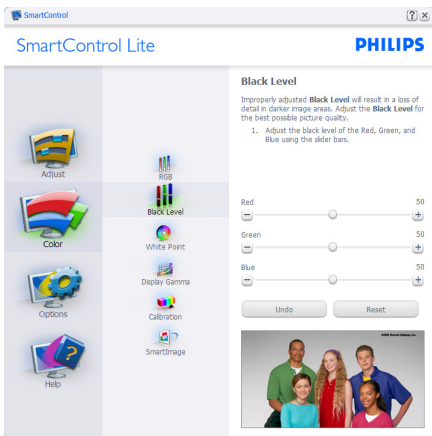 SmartControl
SmartControl Lite
PHILIPS
Adjust
Color
Options
Help
RGB
Black Level
White Point
Display Gamma
Calibration
SmartImage
Black Level
Improperly adjusted Black Level will result in a loss of
detail in darker image areas. Adjust the Black Level for
the best possible picture quality.
1. Adjust the black level of the Red, Green, and
Blue using the slider bars.
Red 50
Green 50
Blue 50
Undo Reset